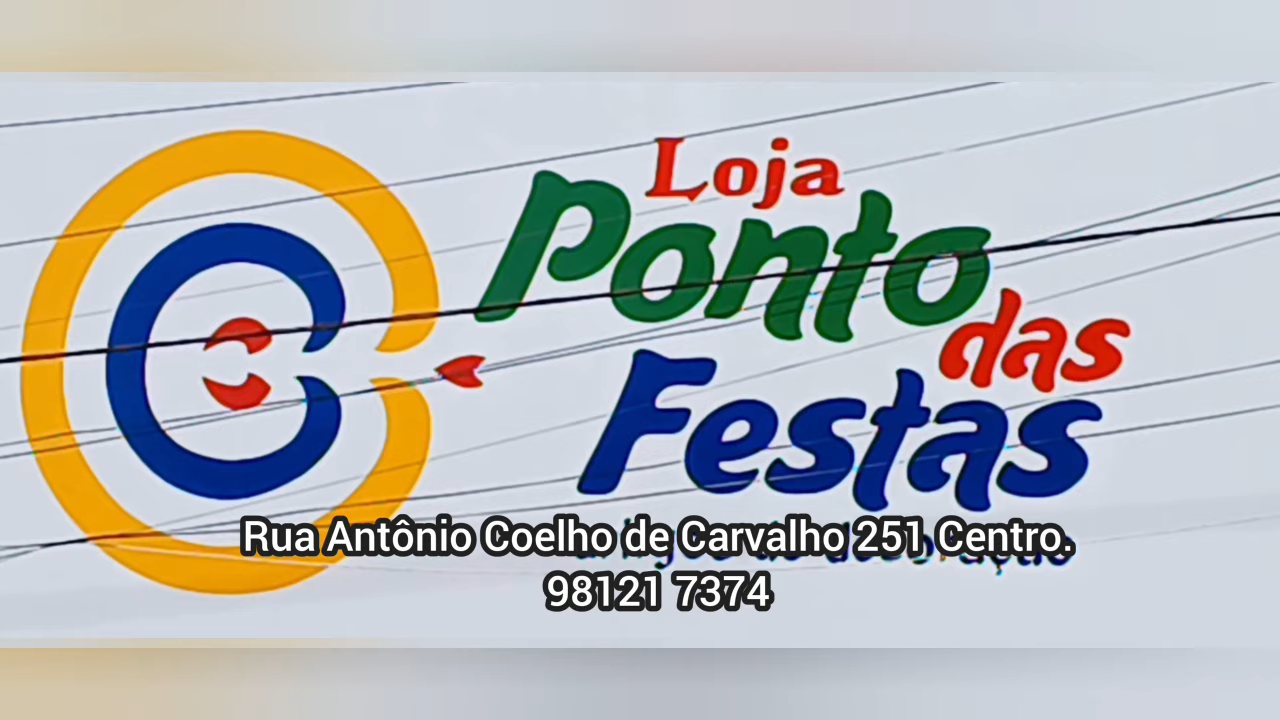 Loja
Ponto
das
Festas
Rua Antônio Coelho de Carvalho 251 Centro.
98121 7374